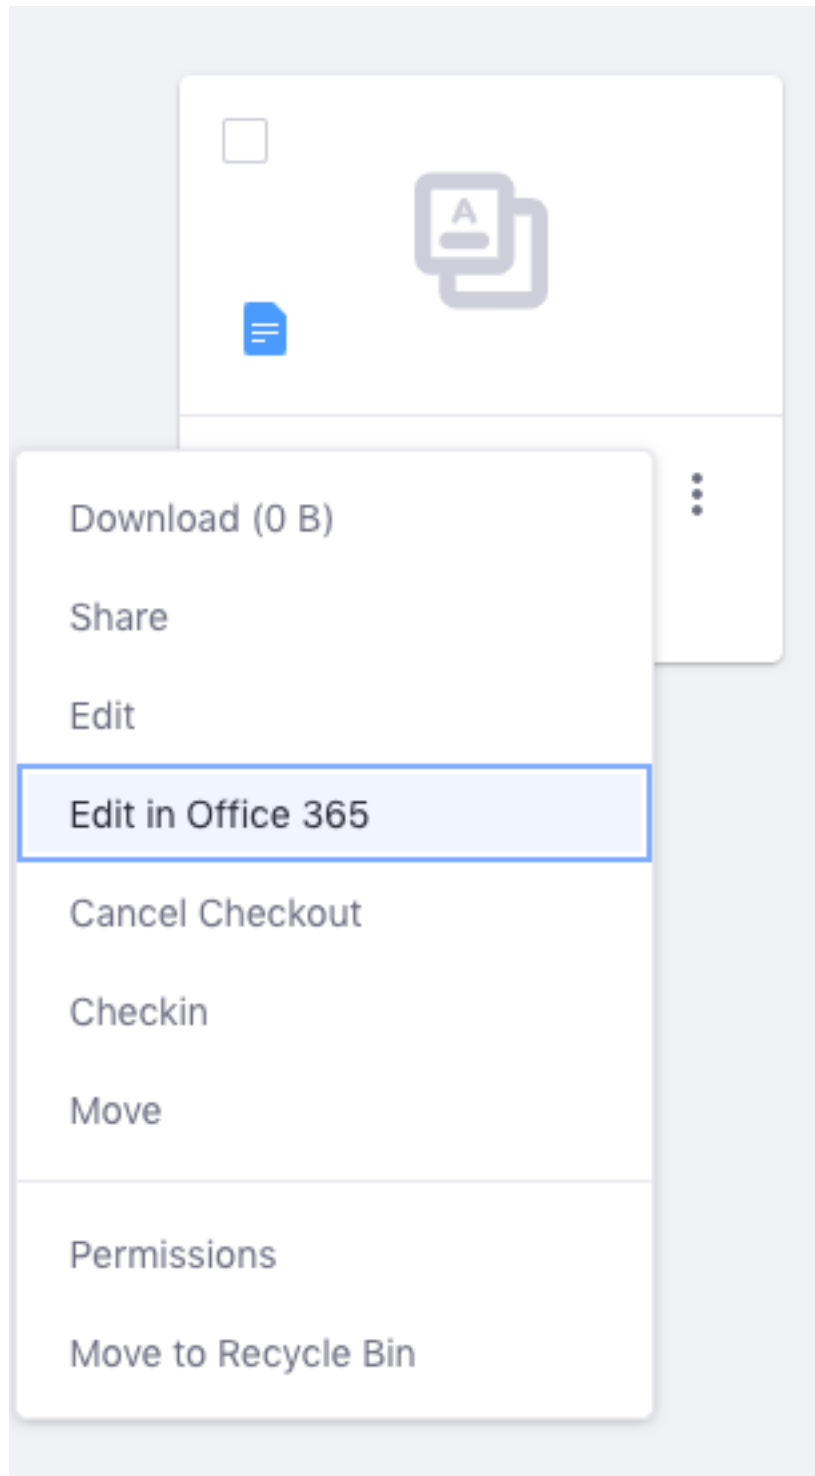 A
Download (0 B)
Share
Edit
Edit in Office 365
Cancel Checkout
Checkin
Move
Permissions
Move to Recycle Bin